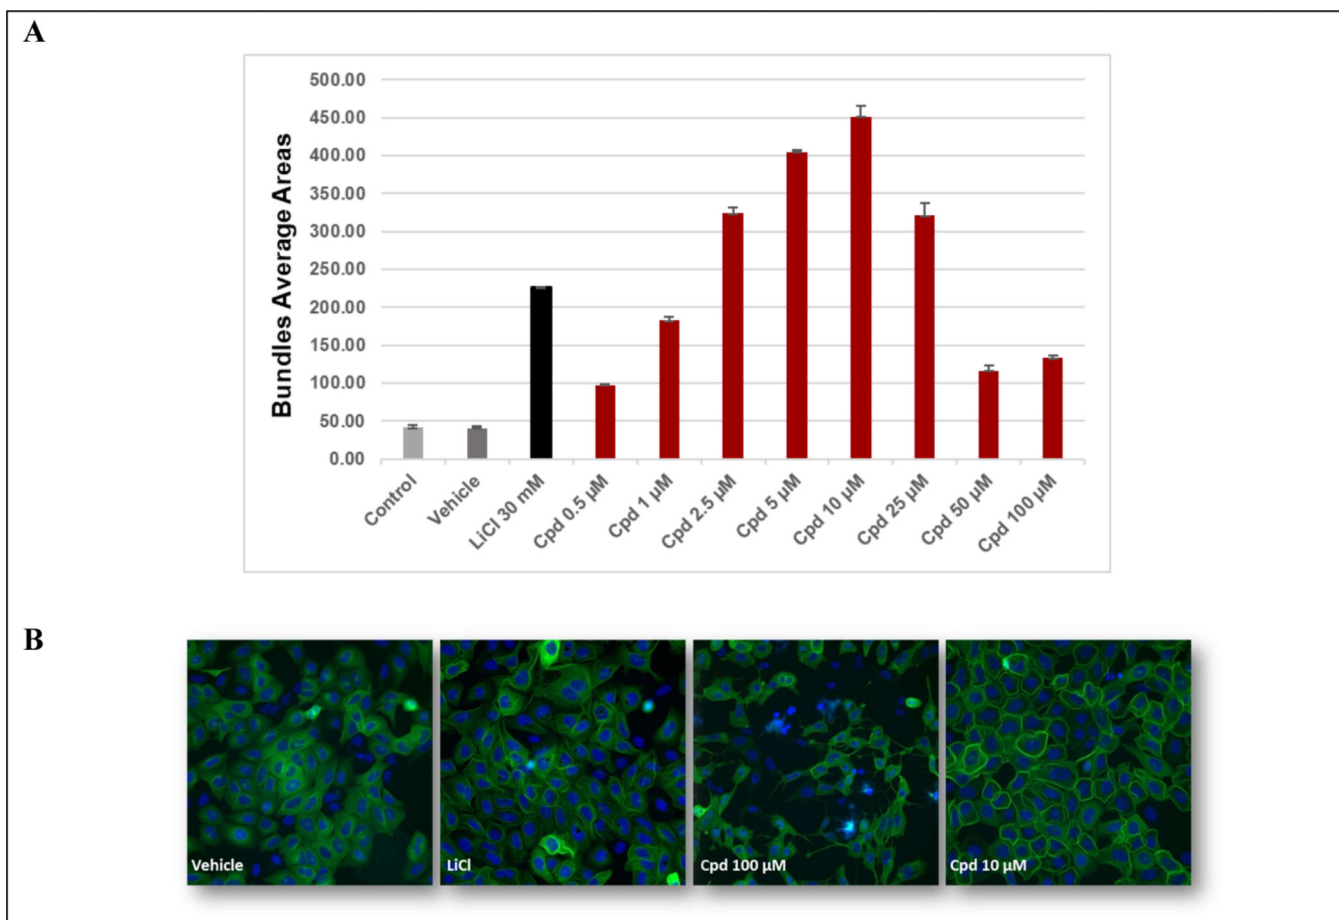 A
Bundles Average Areas
500.00
450.00
400.00
350.00
300.00
250.00
200.00
150.00
100.00
50.00
0.00
Control
Vehicle
LiCl 30 mM
Cpd 0.5 µM
Cpd 1 µM
Cpd 2.5 µM
Cpd 5 µM
Cpd 10 µM
Cpd 25 µM
Cpd 50 µM
Cpd 100 µM
B
Vehicle
LiCl
Cpd 100 µM
Cpd 10 µM